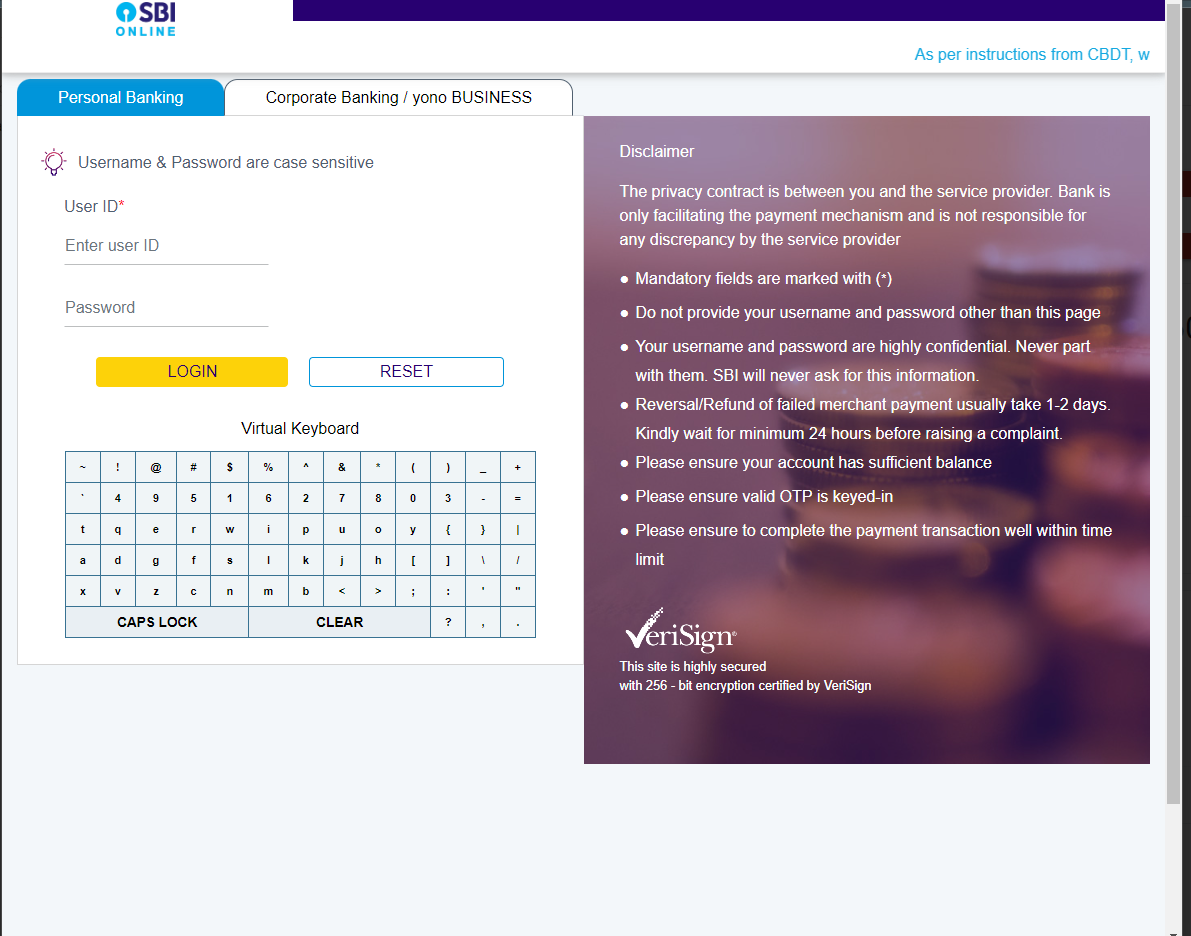 SBI
ONLINE
As per instructions from CBDT, w
Personal Banking
Corporate Banking / yono BUSINESS
Username & Password are case sensitive
User ID*
Enter user ID
Password
LOGIN RESET
Virtual Keyboard
~ ! @ # $ % ^ & * ( ) _ +
` 4 9 5 1 6 2 7 8 0 3 - =
t q e r w i p u o y { } |
a d g f s l k j h [ ] \ /
x v z c n m b < > ; : ' "
CAPS LOCK CLEAR ? , .
Disclaimer
The privacy contract is between you and the service provider. Bank is
only facilitating the payment mechanism and is not responsible for
any discrepancy by the service provider
● Mandatory fields are marked with (*)
● Do not provide your username and password other than this page
● Your username and password are highly confidential. Never part
with them. SBI will never ask for this information.
● Reversal/Refund of failed merchant payment usually take 1-2 days.
Kindly wait for minimum 24 hours before raising a complaint.
● Please ensure your account has sufficient balance
● Please ensure valid OTP is keyed-in
● Please ensure to complete the payment transaction well within time
limit
VeriSign®
This site is highly secured
with 256 - bit encryption certified by VeriSign